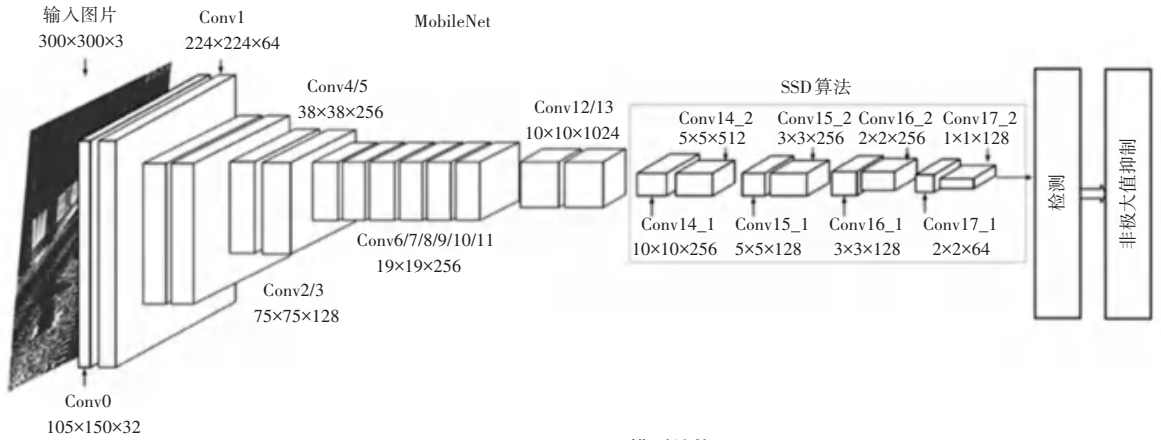 输入图片
300×300×3
Conv1
224×224×64
MobileNet
Conv4/5
38×38×256
Conv12/13
10×10×1024
SSD算法
Conv14_2
5×5×512
Conv15_2
3×3×256
Conv16_2
2×2×256
Conv17_2
1×1×128
检测
非极大值抑制
Conv6/7/8/9/10/11
19×19×256
Conv14_1
10×10×256
Conv15_1
5×5×128
Conv16_1
3×3×128
Conv17_1
2×2×64
Conv2/3
75×75×128
Conv0
105×150×32